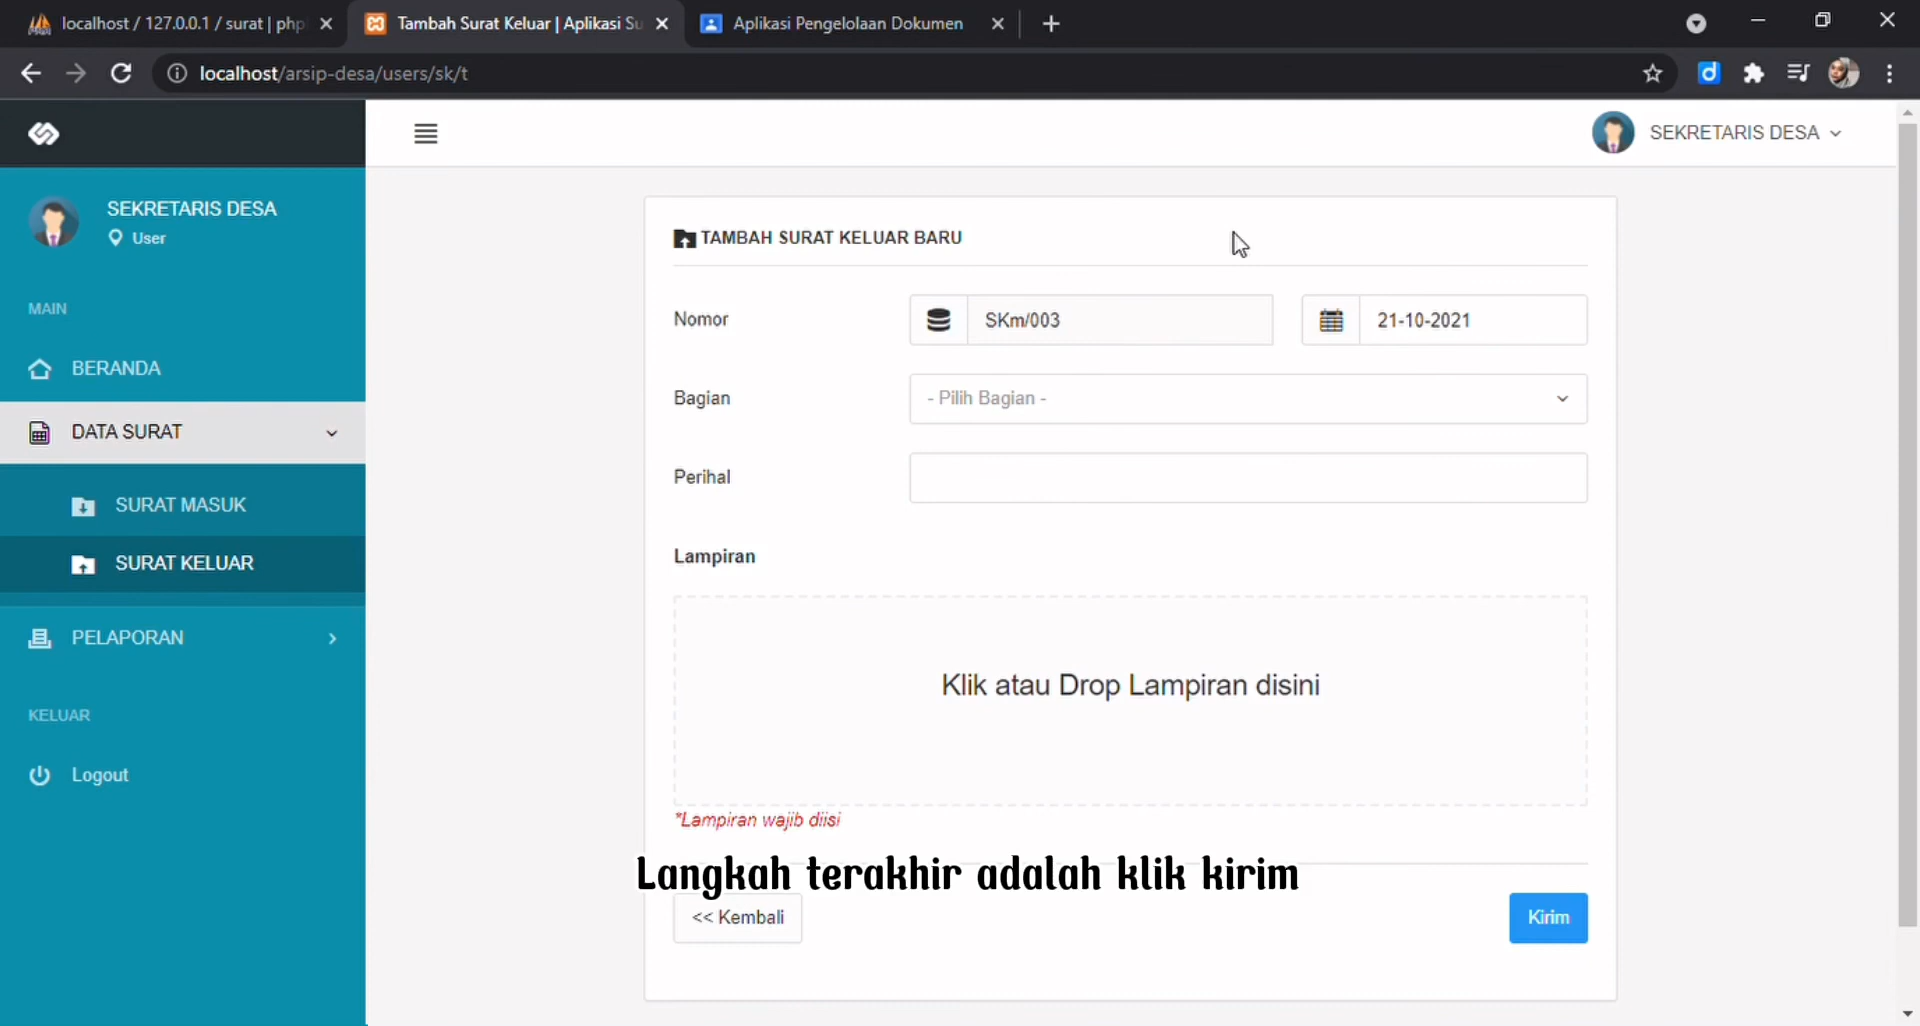 localhost / 127.0.0.1 / surat | php
Tambah Surat Keluar | Aplikasi Su
Aplikasi Pengelolaan Dokumen
localhost/arsip-desa/users/sk/t
SEKRETARIS DESA
SEKRETARIS DESA
User
MAIN
BERANDA
DATA SURAT
SURAT MASUK
SURAT KELUAR
PELAPORAN
KELUAR
Logout
TAMBAH SURAT KELUAR BARU
Nomor
SKm/003
21-10-2021
Bagian
- Pilih Bagian -
Perihal
Lampiran
Klik atau Drop Lampiran disini
*Lampiran wajib diisi
Langkah terakhir adalah klik kirim
<< Kembali
Kirim